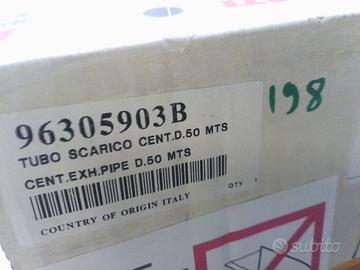 96305903B
TUBO SCARICO CENT.D.50 MTS
CENT.EXH.PIPE D.50 MTS
QTY 1
COUNTRY OF ORIGIN ITALY
198
subito